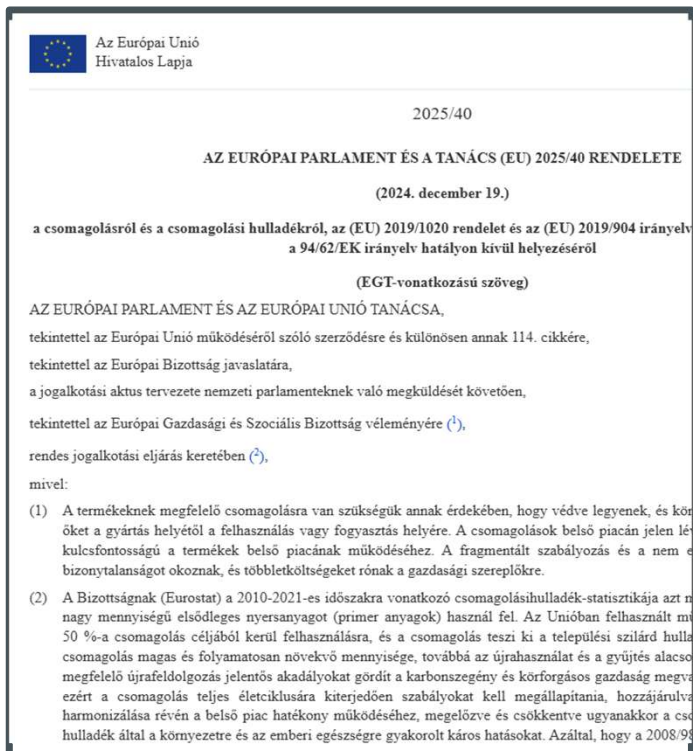 Az Európai Unió
Hivatalos Lapja
2025/40
AZ EURÓPAI PARLAMENT ÉS A TANÁCS (EU) 2025/40 RENDELETE
(2024. december 19.)
a csomagolásról és a csomagolási hulladékról, az (EU) 2019/1020 rendelet és az (EU) 2019/904 irányelv
a 94/62/EK irányelv hatályon kívül helyezéséről
(EGT-vonatkozású szöveg)
AZ EURÓPAI PARLAMENT ÉS AZ EURÓPAI UNIÓ TANÁCSA,
tekintettel az Európai Unió működéséről szóló szerződésre és különösen annak 114. cikkére,
tekintettel az Európai Bizottság javaslatára,
a jogalkotási aktus tervezete nemzeti parlamenteknek való megküldését követően,
tekintettel az Európai Gazdasági és Szociális Bizottság véleményére (1),
rendes jogalkotási eljárás keretében (2),
mivel:
(1) A termékeknek megfelelő csomagolásra van szükségük annak érdekében, hogy védve legyenek, és
őket a gyártás helyétől a felhasználás vagy fogyasztás helyére. A csomagolások belső piacán jelen
kulcsfontosságú a termékek belső piacának működéséhez. A fragmentált szabályozás és a nem
bizonytalanságot okoznak, és többletköltségeket rónak a gazdasági szereplőkre.
(2) A Bizottságnak (Eurostat) a 2010-2021-es időszakra vonatkozó csomagolásihulladék-statisztikája azt
nagy mennyiségű elsődleges nyersanyagot (primer anyagok) használ fel. Az Unióban felhasznált
50 %-a csomagolás céljából kerül felhasználásra, és a csomagolás teszi ki a települési szilárd
csomagolás magas és folyamatosan növekvő mennyisége, továbbá az újrahasználat és a gyűjtés
megfelelő újrafeldolgozás jelentős akadályokat gördít a karbonszegény és körforgásos gazdaság
ezért a csomagolás teljes életciklusára kiterjedően szabályokat kell megállapítania,
harmonizálása révén a belső piac hatékony működéséhez, megelőzve és csökkentve ugyanakkor a
hulladék által a környezetre és az emberi egészségre gyakorolt káros hatásokat. Azáltal, hogy a